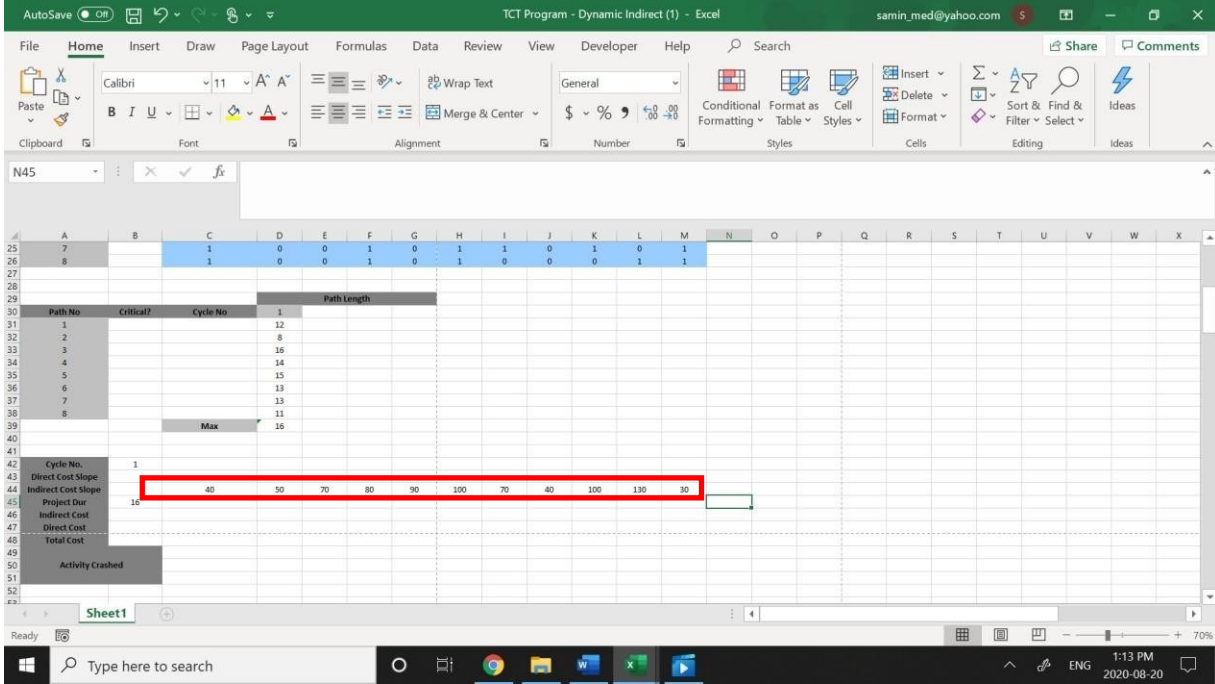 AutoSave Off TCT Program - Dynamic Indirect (1) - Excel samin_med@yahoo.com S
File Home Insert Draw Page Layout Formulas Data Review View Developer Help Search Share Comments
Calibri 11 A^ Aˇ Wrap Text General Insert
Paste B I U A Merge & Center $ % 9 Conditional Format as Cell Delete Sort & Find & Ideas
Formatting Table Styles Format Filter Select
Clipboard Font Alignment Number Styles Cells Editing Ideas
N45 fx
A B C D E F G H I J K L M N O P Q R S T U V W X
25 7 1 0 0 1 0 1 1 0 1 0 1
26 8 1 0 0 1 0 1 0 0 0 1 1
27
28
29 Path Length
30 Path No Critical? Cycle No 1
31 1 12
32 2 8
33 3 16
34 4 14
35 5 15
36 6 13
37 7 13
38 8 11
39 Max 16
40
41
42 Cycle No. 1
43 Direct Cost Slope
44 Indirect Cost Slope 40 50 70 80 90 100 70 40 100 130 30
45 Project Dur 16
46 Indirect Cost
47 Direct Cost
48 Total Cost
49
50 Activity Crashed
51
52
Sheet1
Ready 70%
Type here to search ENG 1:13 PM
2020-08-20